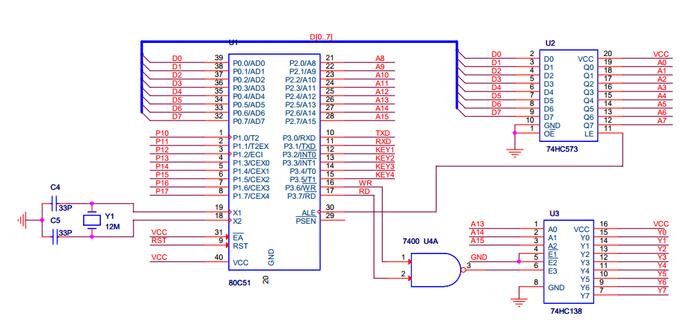 D[0..7]
U1
D0 39 P0.0/AD0 P2.0/A8 21 A8
D1 38 P0.1/AD1 P2.1/A9 22 A9
D2 37 P0.2/AD2 P2.2/A10 23 A10
D3 36 P0.3/AD3 P2.3/A11 24 A11
D4 35 P0.4/AD4 P2.4/A12 25 A12
D5 34 P0.5/AD5 P2.5/A13 26 A13
D6 33 P0.6/AD6 P2.6/A14 27 A14
D7 32 P0.7/AD7 P2.7/A15 28 A15
P10 1 P1.0/T2 P3.0/RXD 10 TXD
P11 2 P1.1/T2EX P3.1/TXD 11 RXD
P12 3 P1.2/ECI P3.2/INT0 12 KEY1
P13 4 P1.3/CEX0 P3.3/INT1 13 KEY2
P14 5 P1.4/CEX1 P3.4/T0 14 KEY3
P15 6 P1.5/CEX2 P3.5/T1 15 KEY4
P16 7 P1.6/CEX3 P3.6/WR 16 WR
P17 8 P1.7/CEX4 P3.7/RD 17 RD
19 X1 ALE 30
18 X2 PSEN 29
VCC 31 EA
RST 9 RST
VCC 40 VCC
GND
20
80C51
C4
33P
C5
33P
Y1
12M
U2
D0 2 D0 VCC 20 VCC
D1 3 D1 Q0 19 A0
D2 4 D2 Q1 18 A1
D3 5 D3 Q2 17 A2
D4 6 D4 Q3 16 A3
D5 7 D5 Q4 15 A4
D6 8 D6 Q5 14 A5
D7 9 D7 Q6 13 A6
10 GND Q7 12 A7
1 OE LE 11
74HC573
7400 U4A
1
2
3
U3
A13 1 A0 VCC 16 VCC
A14 2 A1 Y0 15 Y0
A15 3 A2 Y1 14 Y1
4 E1 Y2 13 Y2
GND 5 E2 Y3 12 Y3
6 E3 Y4 11 Y4
Y5 10 Y5
8 GND Y6 9 Y6
Y7 7 Y7
74HC138